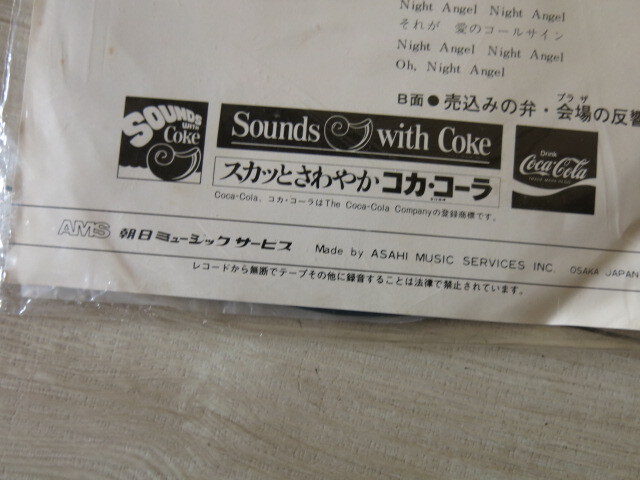 Night Angel Night Angel
それが 愛のコールサイン
Night Angel Night Angel
Oh, Night Angel
B面●売込みの弁・会場の反響
プラザ
SOUNDS WITH Coke
Sounds with Coke
スカッとさわやか コカ・コーラ
Drink Coca-Cola
Coca-Cola, コカ・コーラはThe Coca-Cola Companyの登録商標です。
AMS 朝日ミュージックサービス Made by ASAHI MUSIC SERVICES INC. OSAKA JAPAN
レコードから無断でテープその他に録音することは法律で禁止されています。